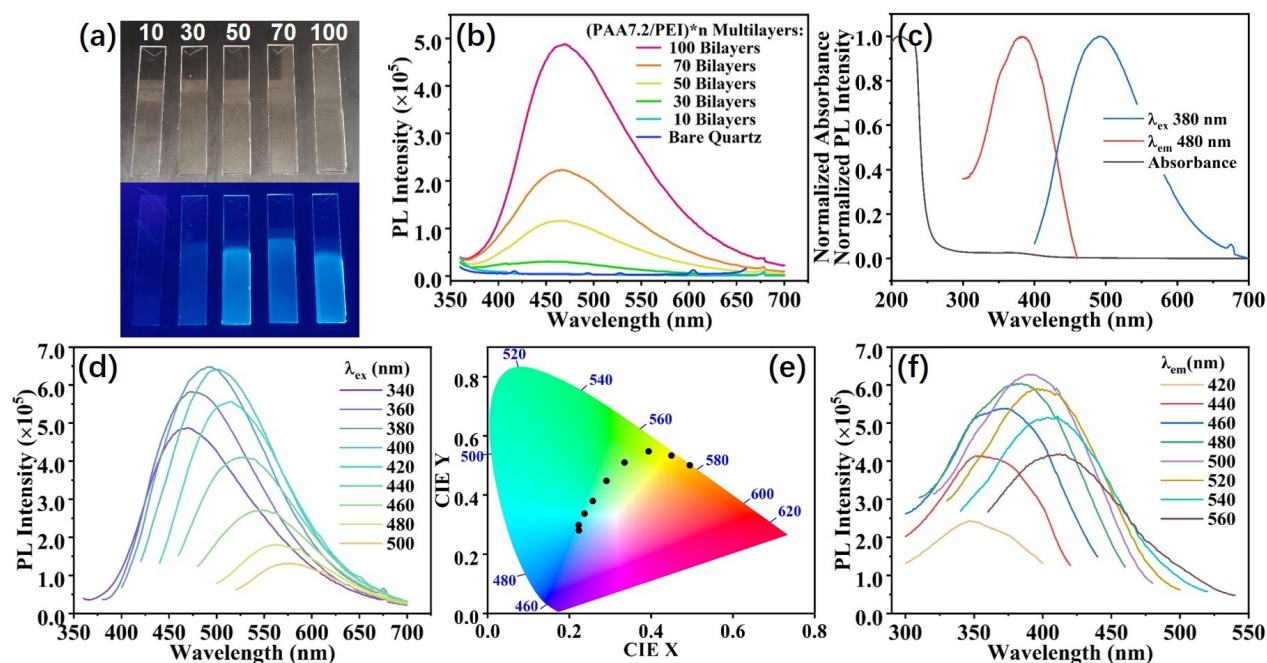 (a)
10 30 50 70 100
(b)
(PAA7.2/PEI)*n Multilayers:
100 Bilayers
70 Bilayers
50 Bilayers
30 Bilayers
10 Bilayers
Bare Quartz
PL Intensity (×10⁵)
5.0
4.0
3.0
2.0
1.0
0.0
350 400 450 500 550 600 650 700
Wavelength (nm)
(c)
Normalized Absorbance
Normalized PL Intensity
1.0
0.8
0.6
0.4
0.2
0.0
λex 380 nm
λem 480 nm
Absorbance
200 300 400 500 600 700
Wavelength (nm)
(d)
PL Intensity (×10⁵)
7.0
6.0
5.0
4.0
3.0
2.0
1.0
0.0
λex (nm)
340
360
380
400
420
440
460
480
500
350 400 450 500 550 600 650 700
Wavelength (nm)
(e)
CIE Y
0.8
0.6
0.4
0.2
0.0
520
540
560
500
580
600
620
480
460
0.0 0.2 0.4 0.6 0.8
CIE X
(f)
PL Intensity (×10⁵)
7.0
6.0
5.0
4.0
3.0
2.0
1.0
0.0
λem(nm)
420
440
460
480
500
520
540
560
300 350 400 450 500 550
Wavelength (nm)